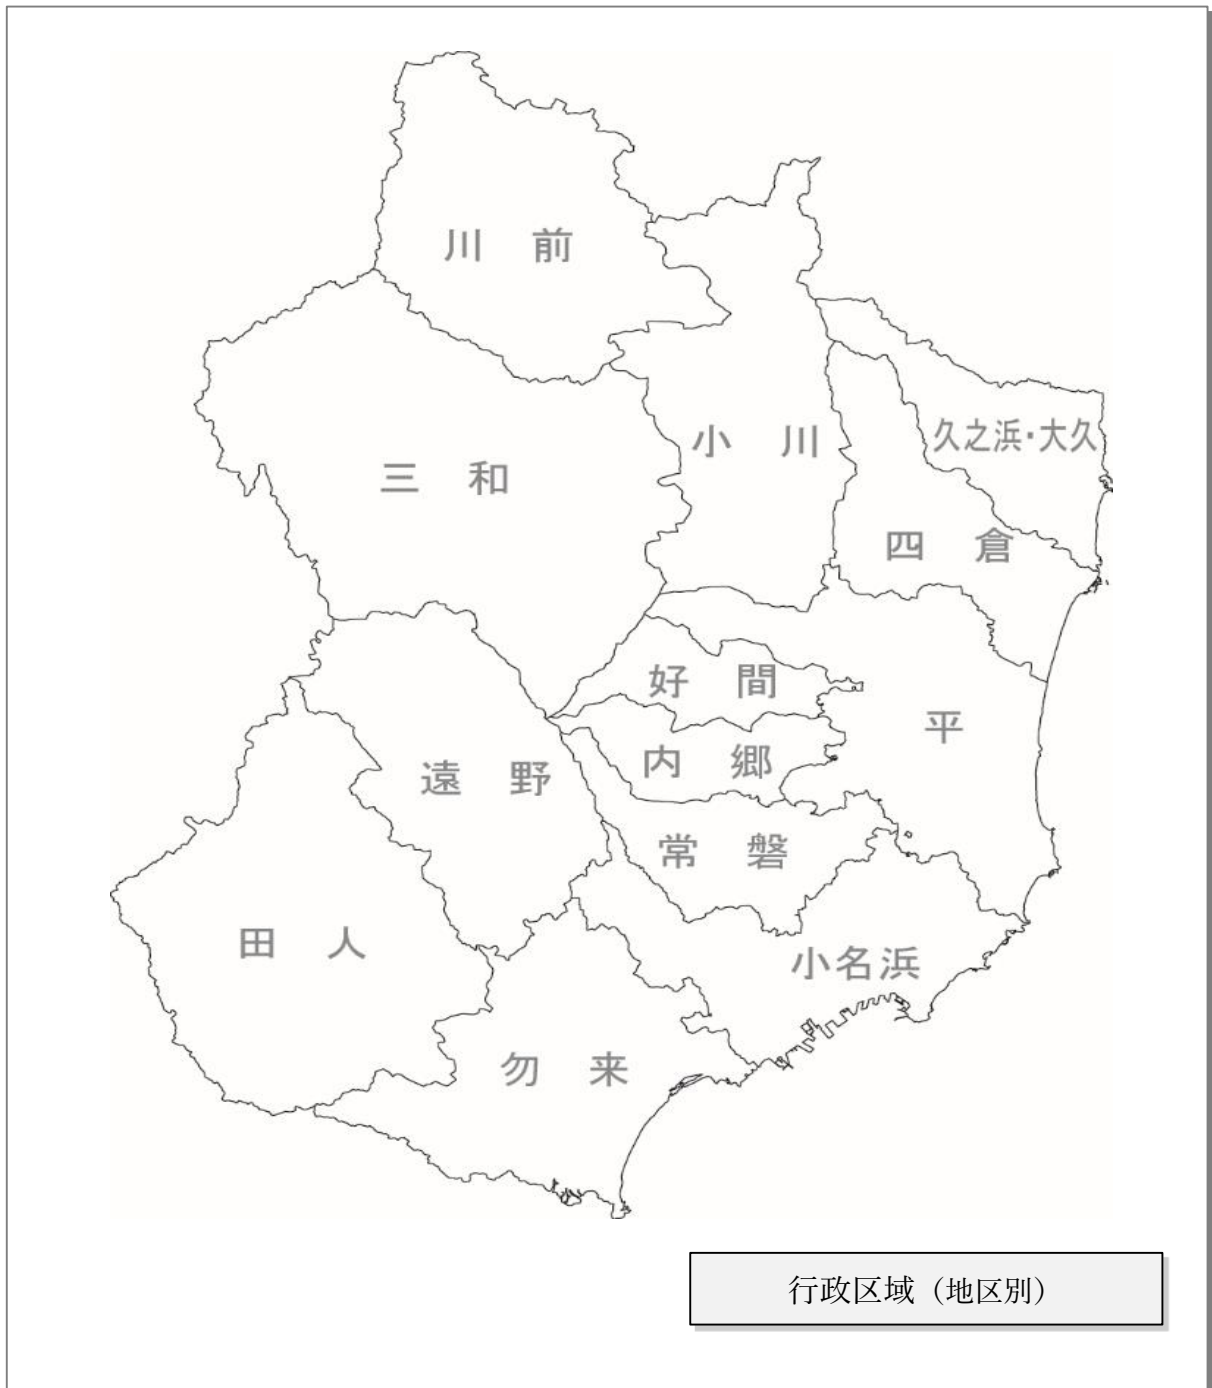 川 前
小 川
久之浜・大久
三 和
四 倉
好 間
平
内 郷
遠 野
常 磐
田 人
小名浜
勿 来
行政区域（地区別）